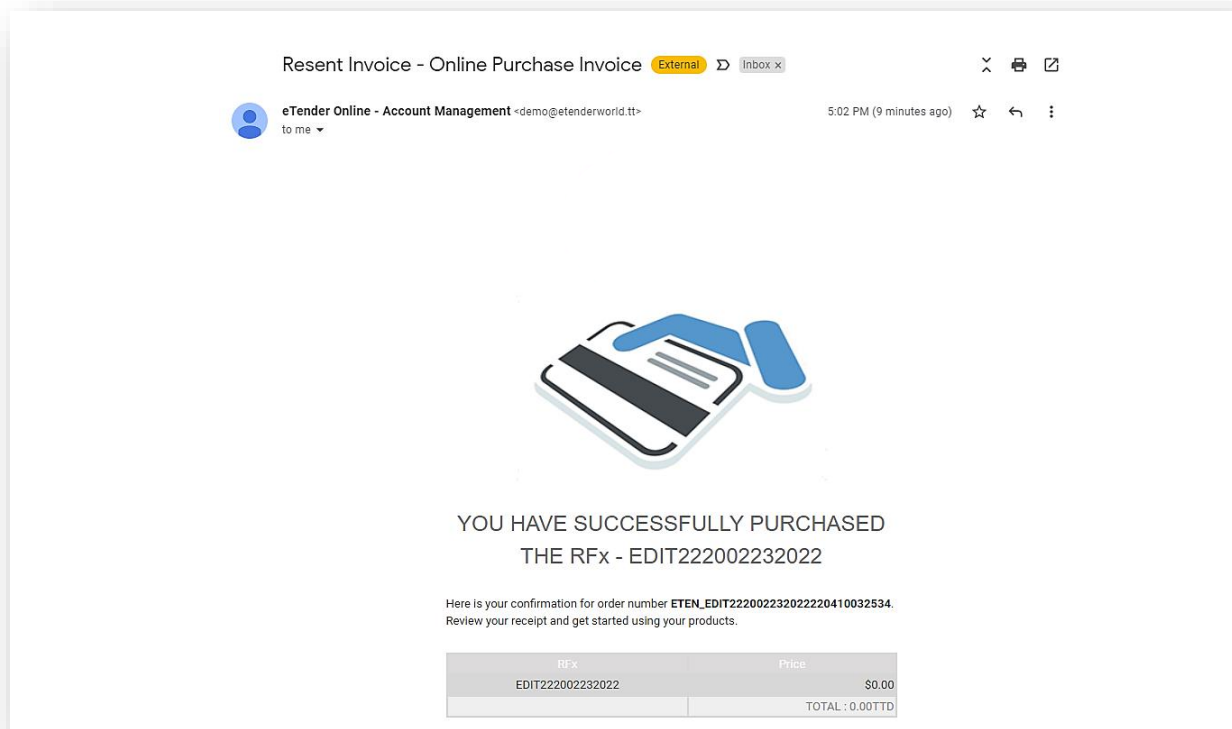 Resent Invoice - Online Purchase Invoice External Inbox ×
eTender Online - Account Management <demo@etenderworld.tt> 5:02 PM (9 minutes ago)
to me
YOU HAVE SUCCESSFULLY PURCHASED
THE RFx - EDIT222002232022
Here is your confirmation for order number ETEN_EDIT222002232022220410032534.
Review your receipt and get started using your products.
RFx Price
EDIT222002232022 $0.00
TOTAL : 0.00TTD